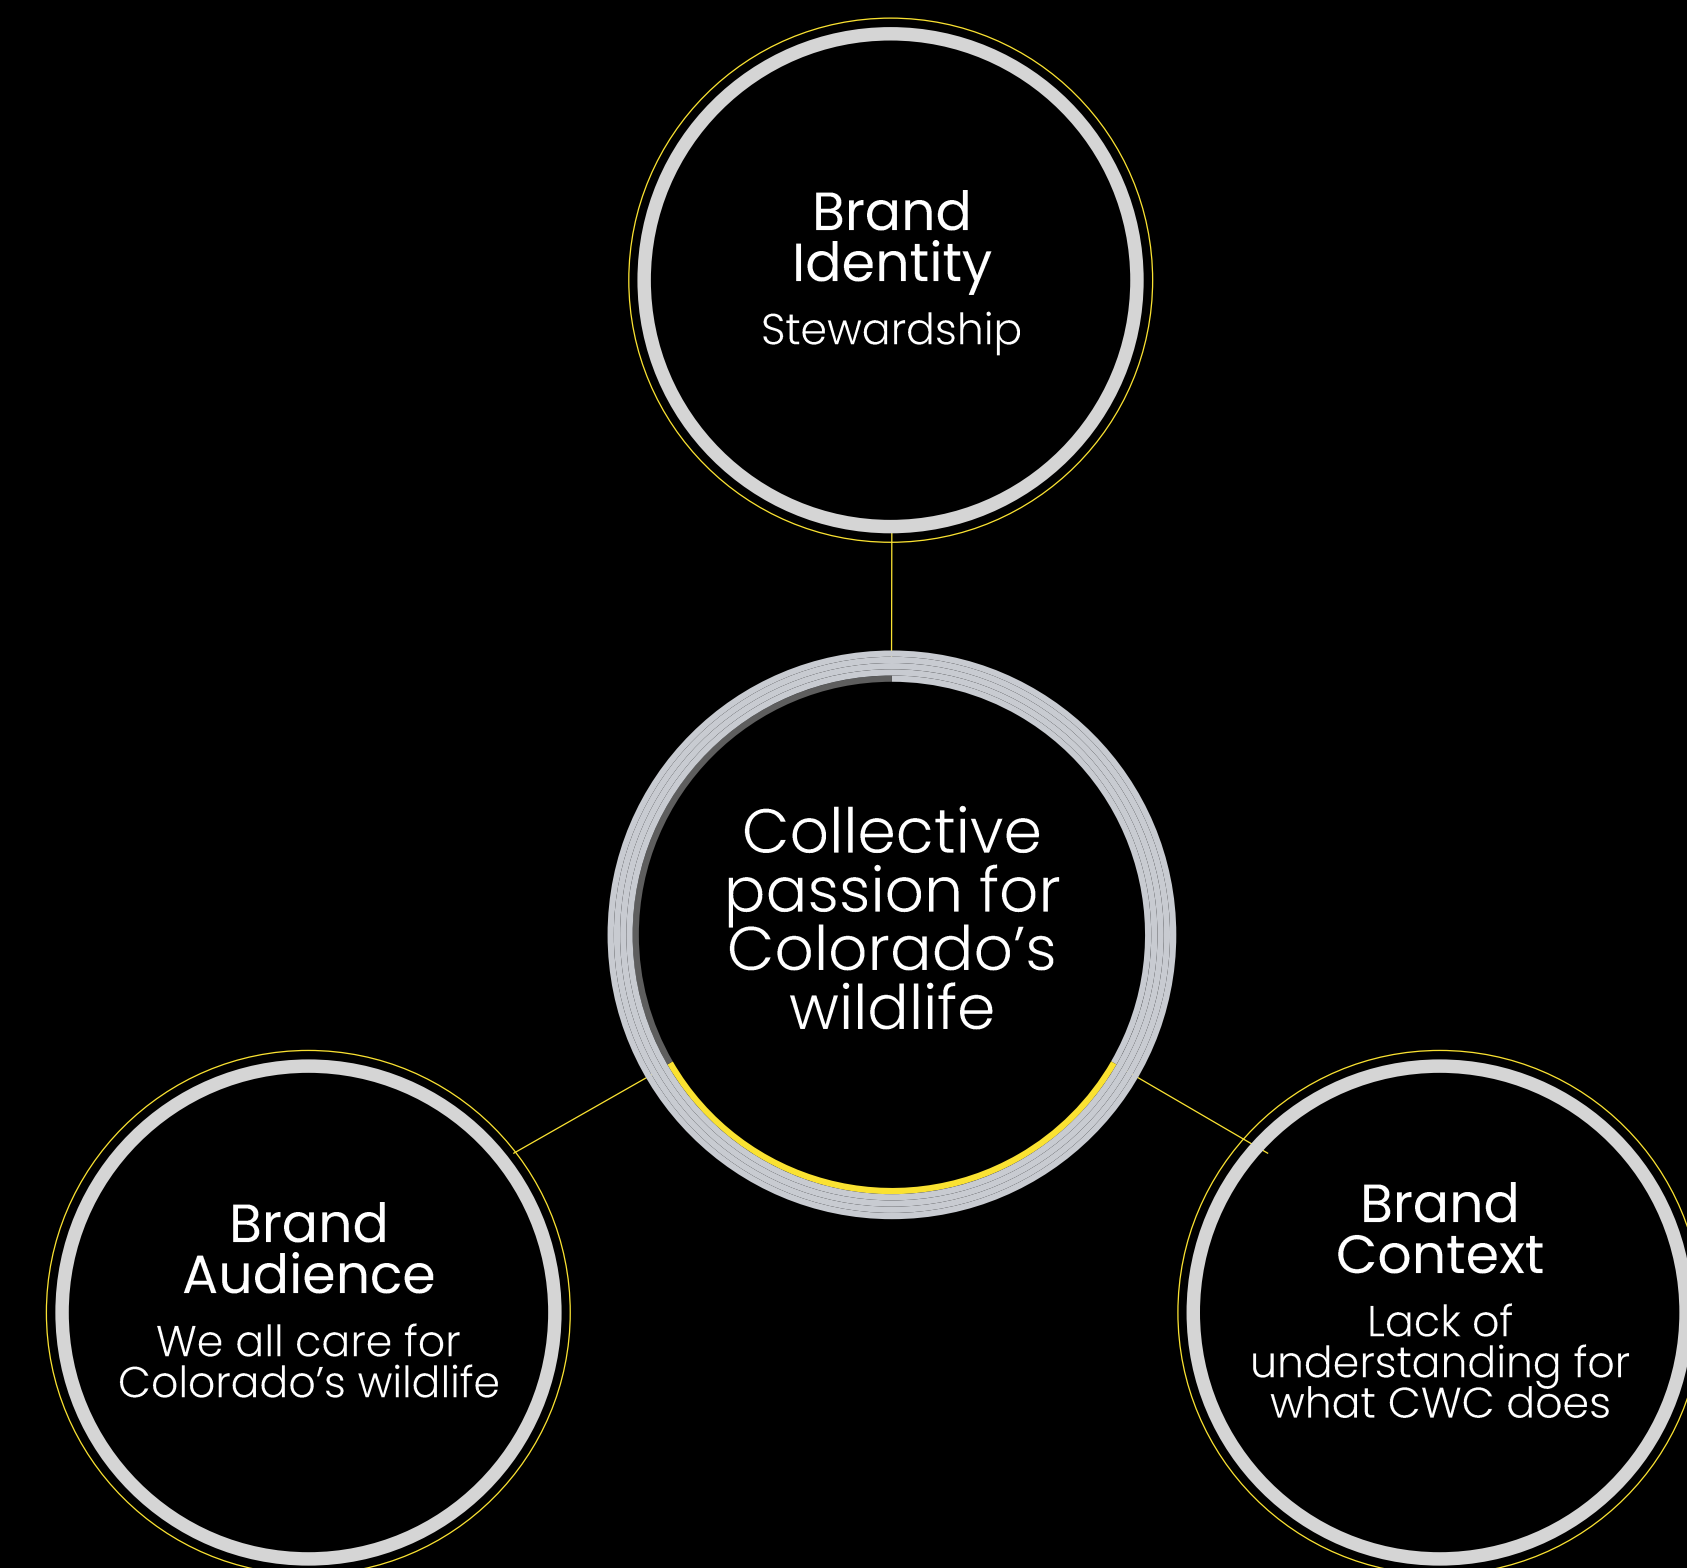 Brand
Identity
Stewardship
Collective
passion for
Colorado’s
wildlife
Brand
Audience
We all care for
Colorado’s wildlife
Brand
Context
Lack of
understanding for
what CWC does